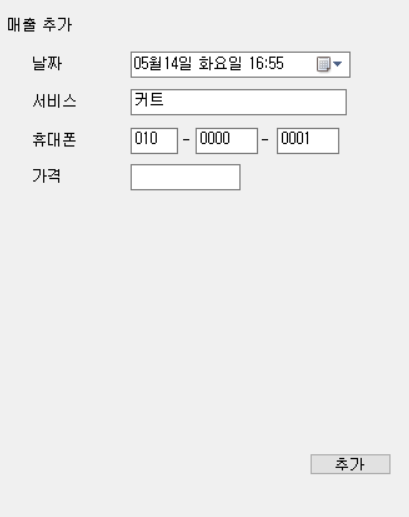 매출 추가
날짜 05월14일 화요일 16:55
서비스 커트
휴대폰 010 - 0000 - 0001
가격
추가